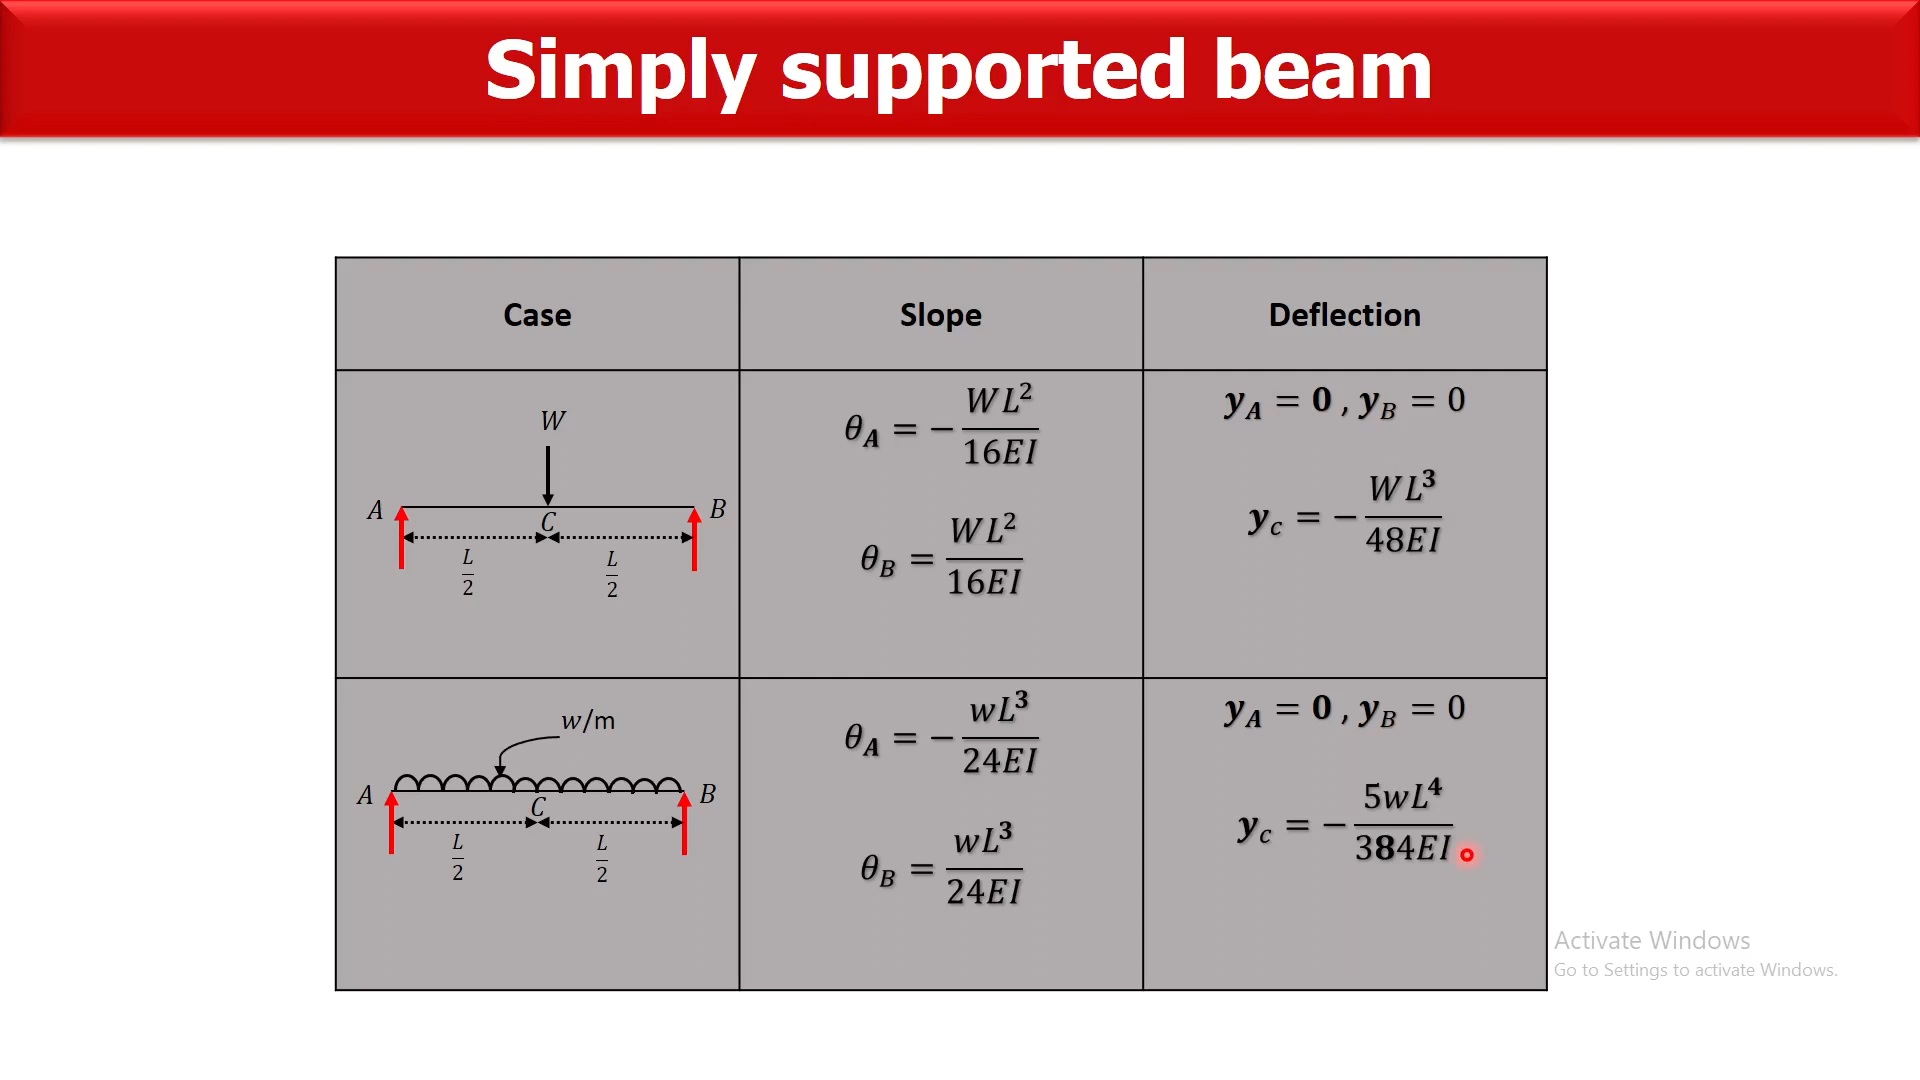 Simply supported beam
Case
Slope
Deflection
W
A
C
B
L/2
L/2
θ_A = − WL²/16EI
θ_B = WL²/16EI
y_A = 0 , y_B = 0
y_c = − WL³/48EI
w/m
A
C
B
L/2
L/2
θ_A = − wL³/24EI
θ_B = wL³/24EI
y_A = 0 , y_B = 0
y_c = − 5wL⁴/384EI
Activate Windows
Go to Settings to activate Windows.